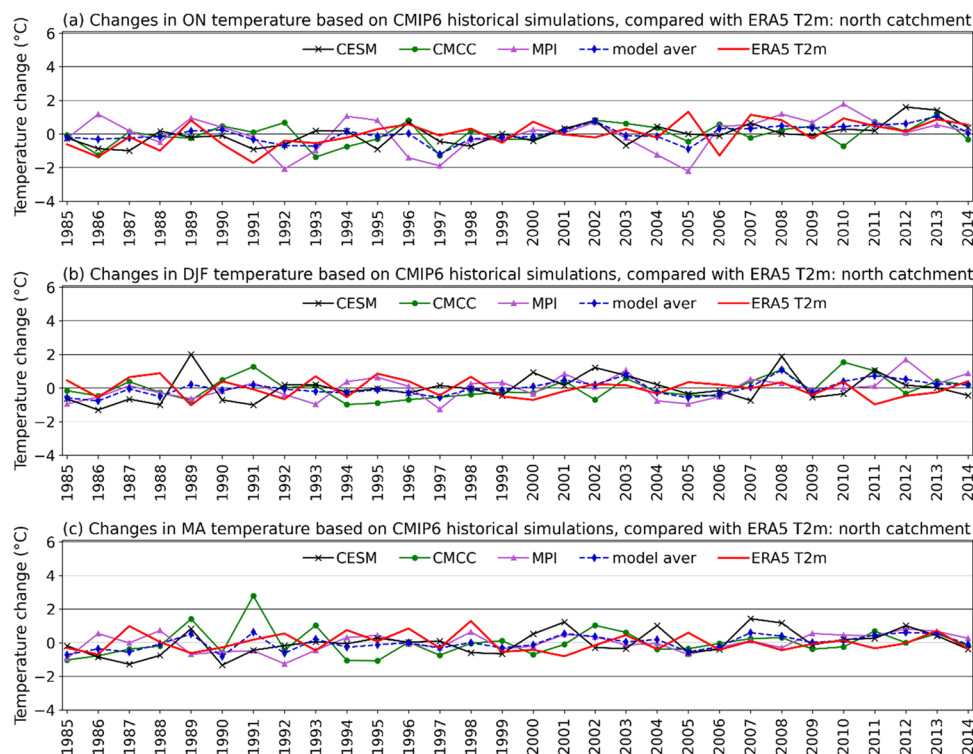 (a) Changes in ON temperature based on CMIP6 historical simulations, compared with ERA5 T2m: north catchment
Temperature change (°C)
6
4
2
0
−2
−4
CESM CMCC MPI model aver ERA5 T2m
1985 1986 1987 1988 1989 1990 1991 1992 1993 1994 1995 1996 1997 1998 1999 2000 2001 2002 2003 2004 2005 2006 2007 2008 2009 2010 2011 2012 2013 2014
(b) Changes in DJF temperature based on CMIP6 historical simulations, compared with ERA5 T2m: north catchment
Temperature change (°C)
6
4
2
0
−2
−4
CESM CMCC MPI model aver ERA5 T2m
1985 1986 1987 1988 1989 1990 1991 1992 1993 1994 1995 1996 1997 1998 1999 2000 2001 2002 2003 2004 2005 2006 2007 2008 2009 2010 2011 2012 2013 2014
(c) Changes in MA temperature based on CMIP6 historical simulations, compared with ERA5 T2m: north catchment
Temperature change (°C)
6
4
2
0
−2
−4
CESM CMCC MPI model aver ERA5 T2m
1985 1986 1987 1988 1989 1990 1991 1992 1993 1994 1995 1996 1997 1998 1999 2000 2001 2002 2003 2004 2005 2006 2007 2008 2009 2010 2011 2012 2013 2014